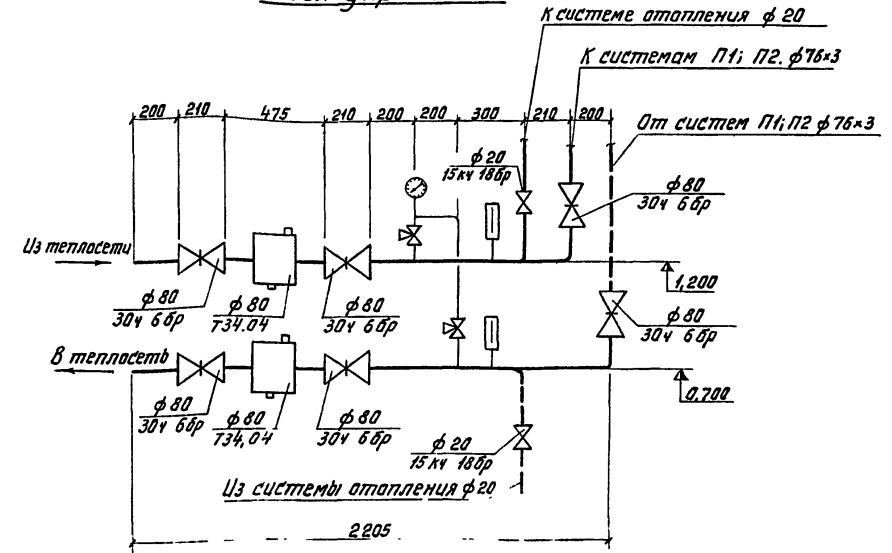 К системе отопления ф 20
К системам П1; П2. ф76×3
200 210 475 210 200 200 300 210 200
От систем П1; П2 ф 76×3
ф 20
15кч 18бр
ф 80
30ч 6бр
Из теплосети
1,200
ф 80
30ч 6бр
ф 80
Т34.04
ф 80
30ч 6бр
ф 80
30ч 6бр
В теплосеть
0,700
ф 80
30ч 6бр
ф 80
Т34,04
ф 80
30ч 6бр
ф 20
15кч 18бр
Из системы отопления ф 20
2205